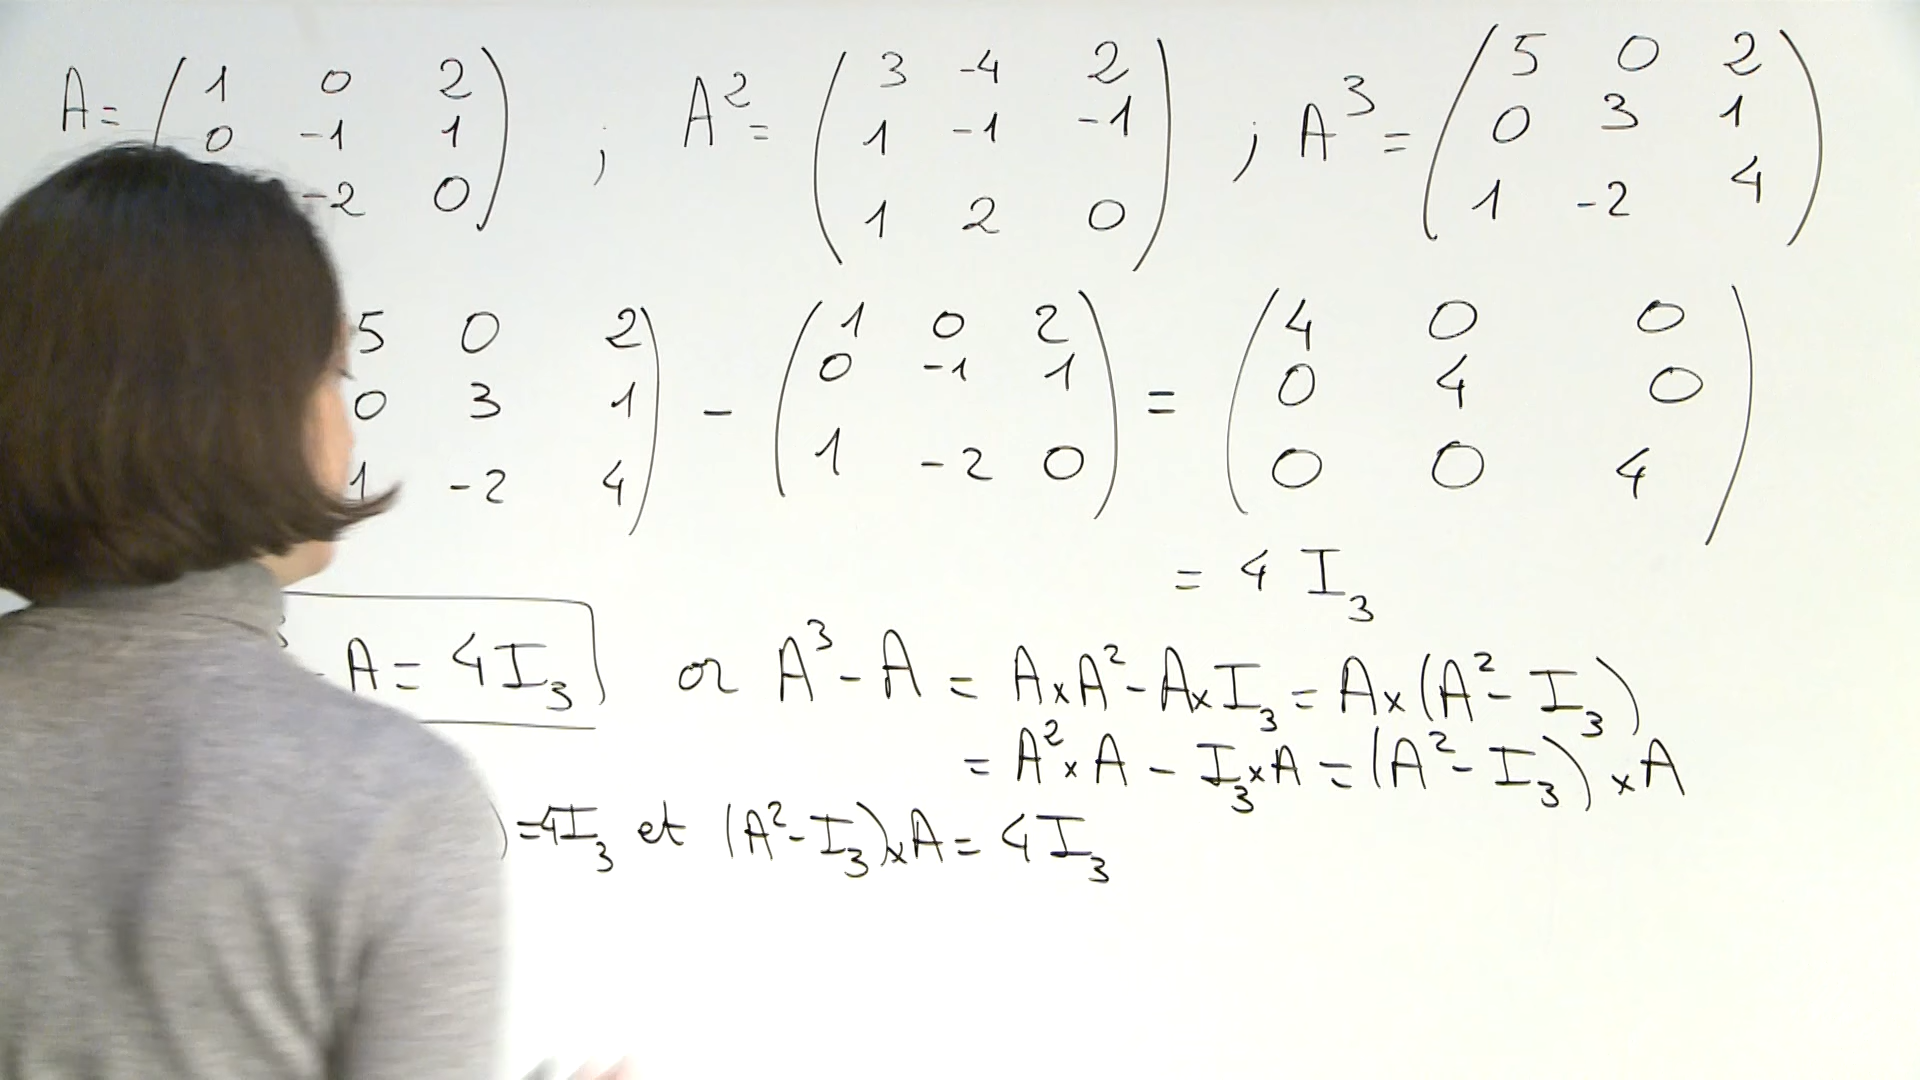 A = ( 1 0 2 ; A² = ( 3 -4 2 ) ; A³ = ( 5 0 2 )
0 -1 1 ) 1 -1 -1 0 3 1
-2 0 1 2 0 1 -2 4
5 0 2 ) - ( 1 0 2 ) = ( 4 0 0 )
0 3 1 0 -1 1 0 4 0
1 -2 4 1 -2 0 0 0 4
= 4 I₃
- A = 4I₃ or A³ - A = A×A² - A×I₃ = A×(A² - I₃)
= A²×A - I₃×A = (A² - I₃)×A
) = 4I₃ et (A² - I₃)×A = 4I₃